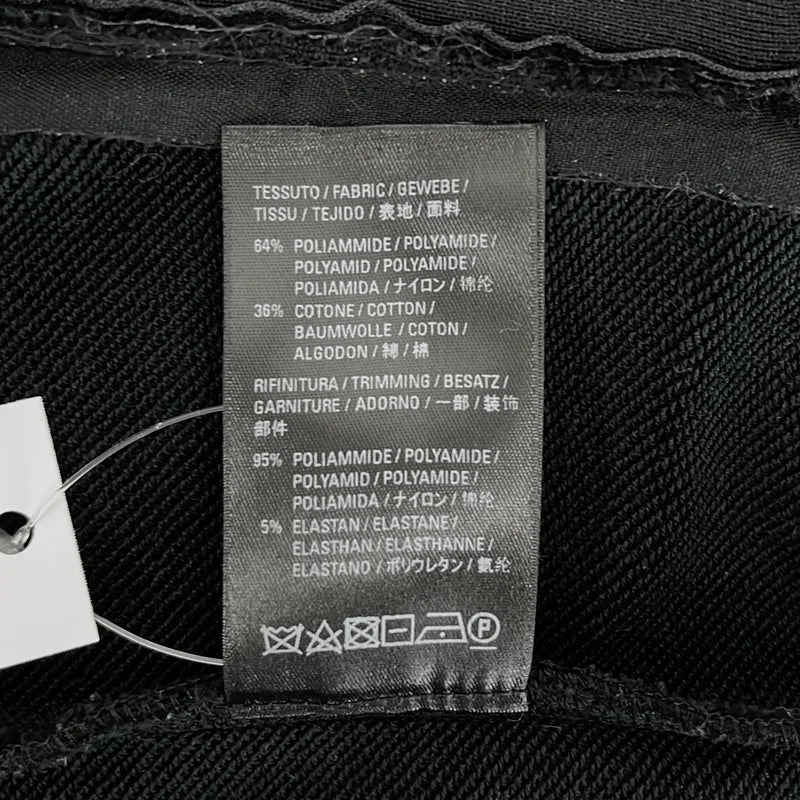 TESSUTO / FABRIC / GEWEBE /
TISSU / TEJIDO / 表地 / 面料
64% POLIAMMIDE / POLYAMIDE /
POLYAMID / POLYAMIDE /
POLIAMIDA / ナイロン / 锦纶
36% COTONE / COTTON /
BAUMWOLLE / COTON /
ALGODON / 綿 / 棉
RIFINITURA / TRIMMING / BESATZ /
GARNITURE / ADORNO / 一部 / 装饰
部件
95% POLIAMMIDE / POLYAMIDE /
POLYAMID / POLYAMIDE /
POLIAMIDA / ナイロン / 锦纶
5% ELASTAN / ELASTANE /
ELASTHAN / ELASTHANNE /
ELASTANO / ポリウレタン / 氨纶
P